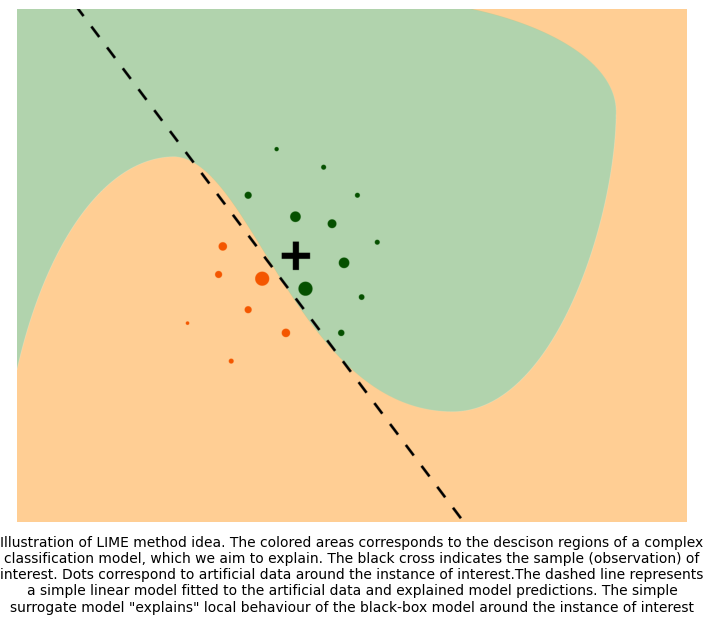 Illustration of LIME method idea. The colored areas corresponds to the descison regions of a complex
classification model, which we aim to explain. The black cross indicates the sample (observation) of
interest. Dots correspond to artificial data around the instance of interest.The dashed line represents
a simple linear model fitted to the artificial data and explained model predictions. The simple
surrogate model "explains" local behaviour of the black-box model around the instance of interest